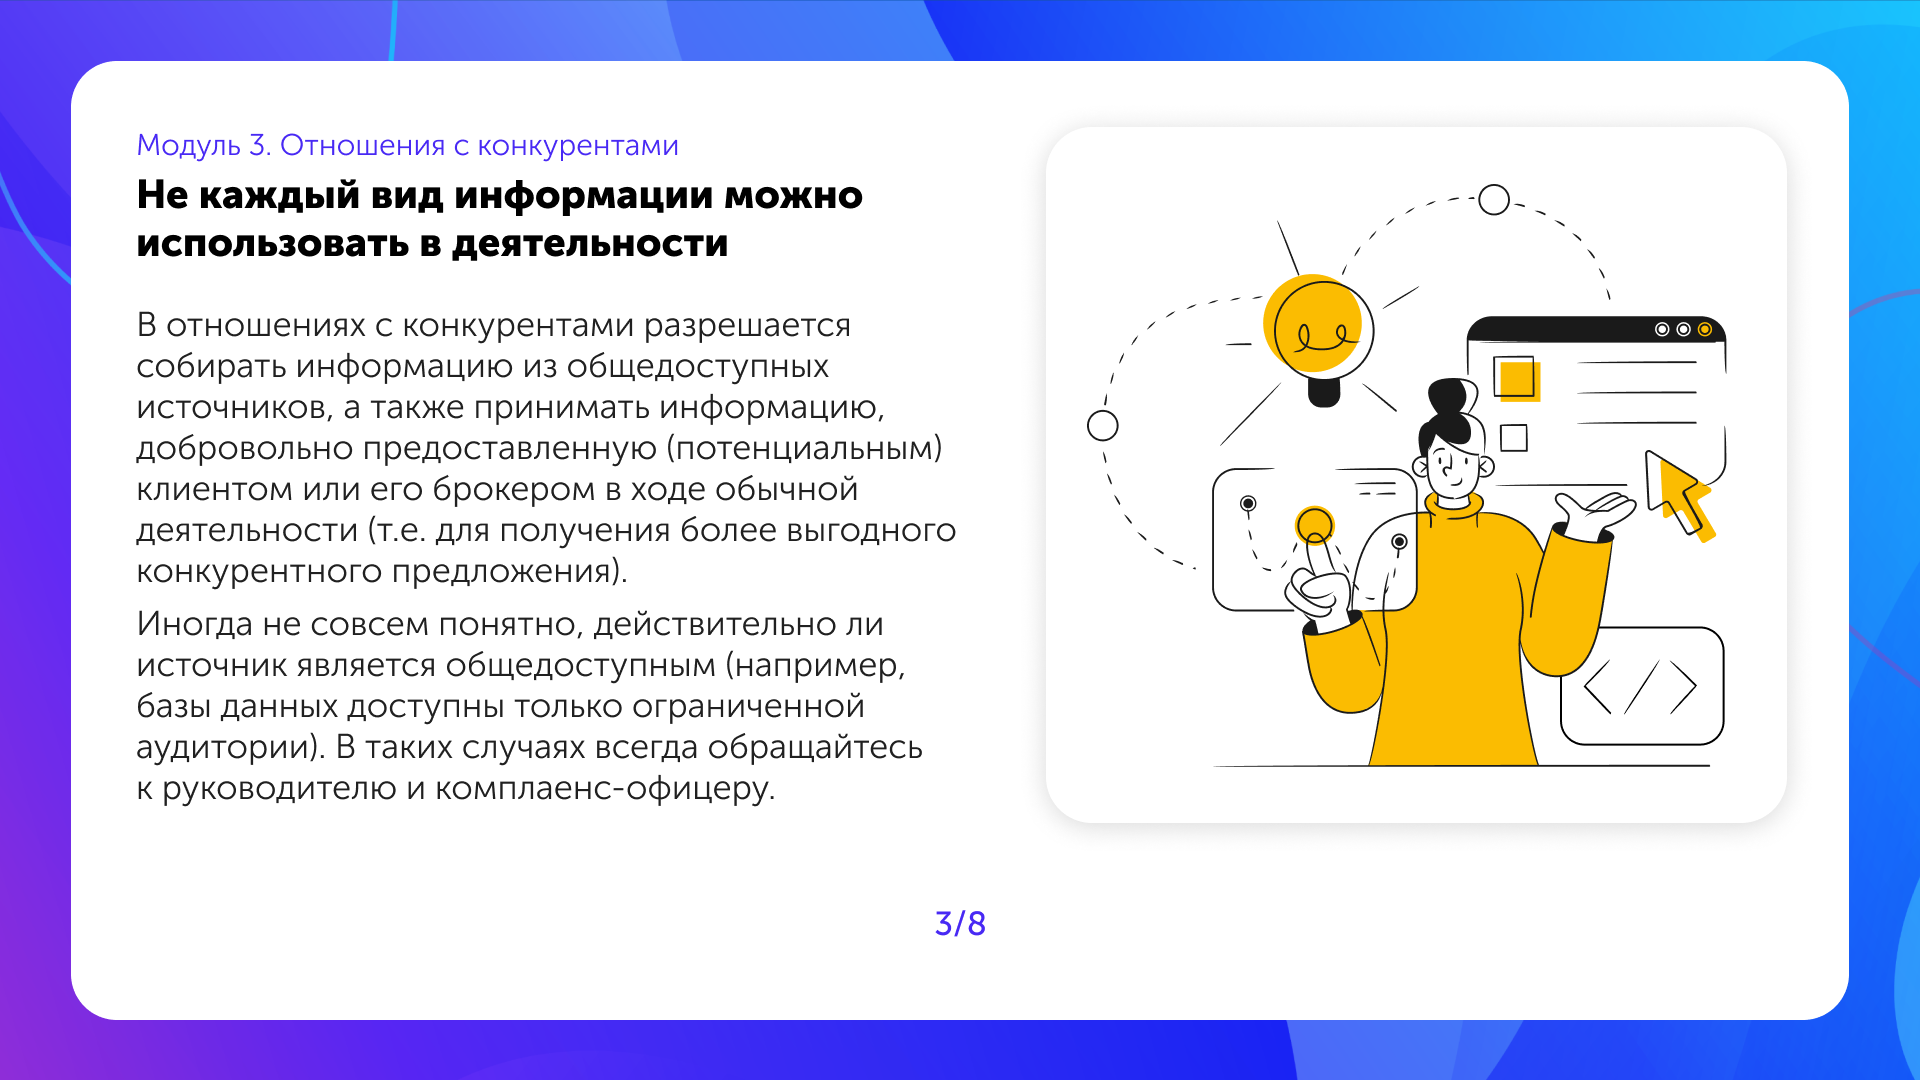 Модуль 3. Отношения с конкурентами
Не каждый вид информации можно
использовать в деятельности
В отношениях с конкурентами разрешается
собирать информацию из общедоступных
источников, а также принимать информацию,
добровольно предоставленную (потенциальным)
клиентом или его брокером в ходе обычной
деятельности (т.е. для получения более выгодного
конкурентного предложения).
Иногда не совсем понятно, действительно ли
источник является общедоступным (например,
базы данных доступны только ограниченной
аудитории). В таких случаях всегда обращайтесь
к руководителю и комплаенс-офицеру.
3/8